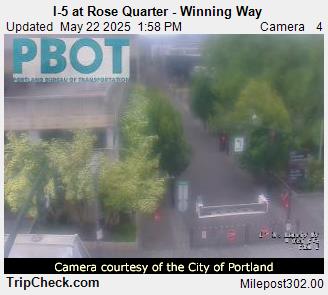 I-5 at Rose Quarter - Winning Way
Updated May 22 2025 1:58 PM Camera 4
PBOT
PORTLAND BUREAU OF TRANSPORTATION
Camera courtesy of the City of Portland
TripCheck.com Milepost302.00